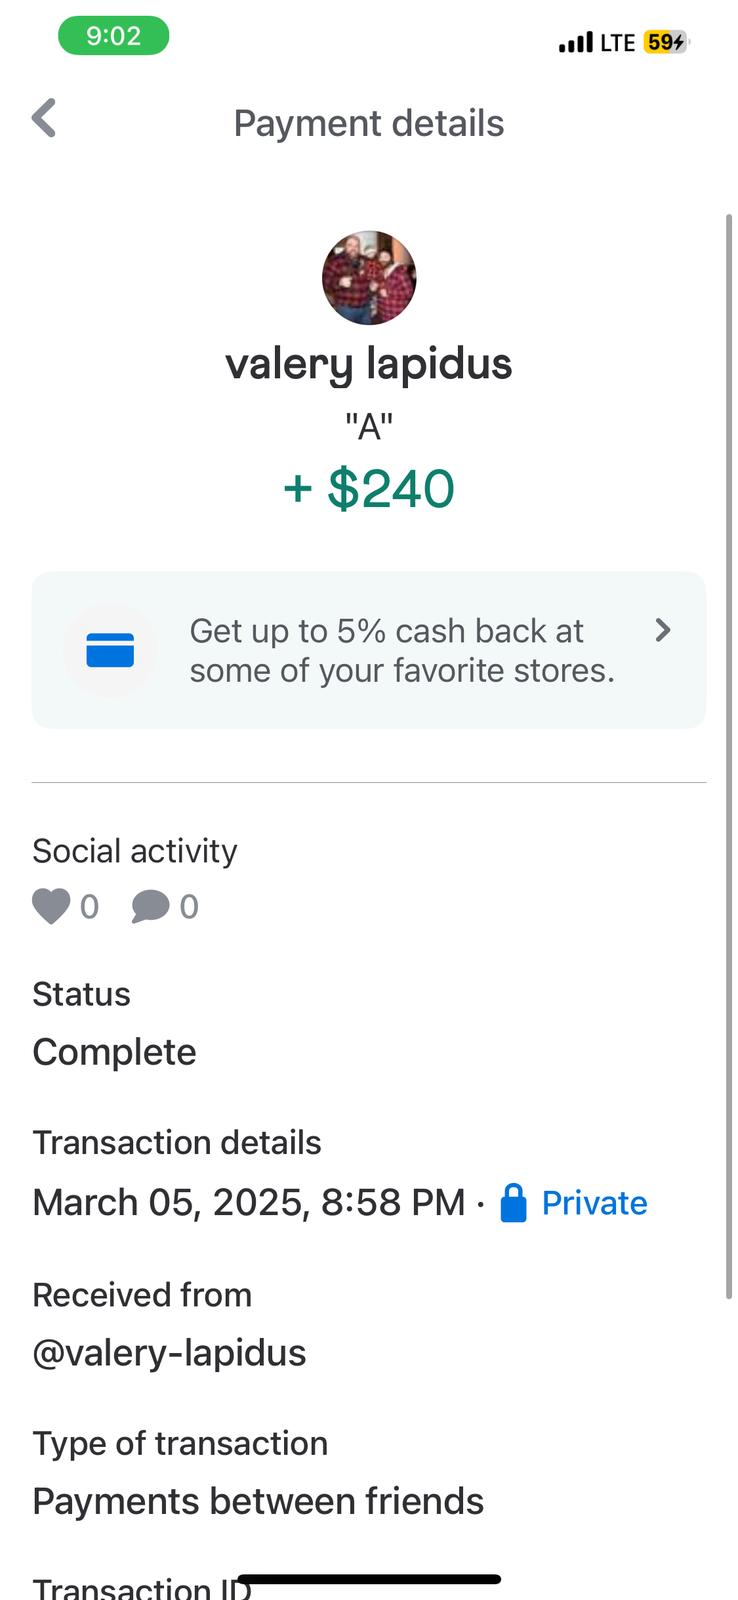 9:02
LTE 59
Payment details
valery lapidus
"A"
+ $240
Get up to 5% cash back at
some of your favorite stores.
Social activity
0 0
Status
Complete
Transaction details
March 05, 2025, 8:58 PM · Private
Received from
@valery-lapidus
Type of transaction
Payments between friends
Transaction ID